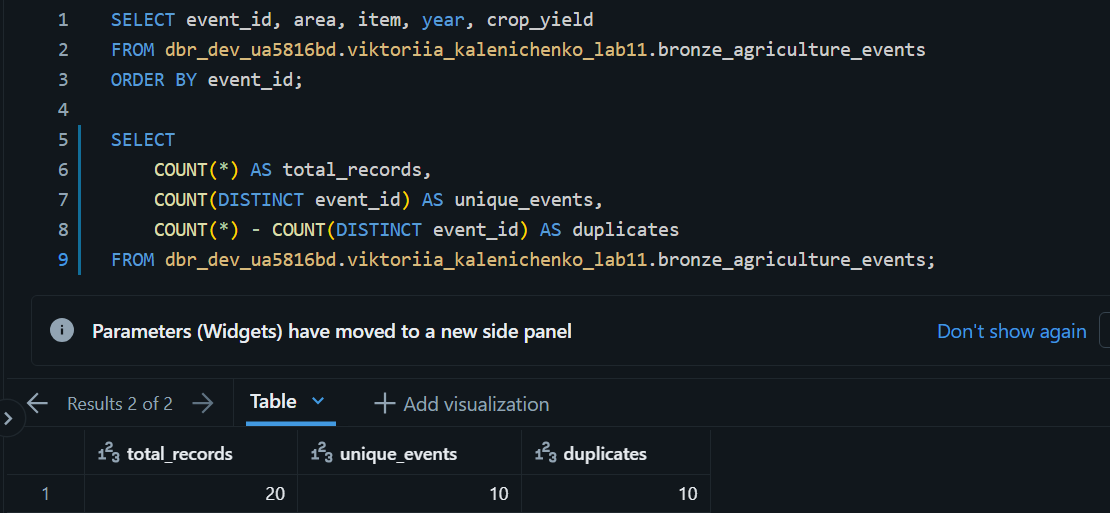 1 SELECT event_id, area, item, year, crop_yield
2 FROM dbr_dev_ua5816bd.viktoriia_kalenichenko_lab11.bronze_agriculture_events
3 ORDER BY event_id;
4
5 SELECT
6 COUNT(*) AS total_records,
7 COUNT(DISTINCT event_id) AS unique_events,
8 COUNT(*) - COUNT(DISTINCT event_id) AS duplicates
9 FROM dbr_dev_ua5816bd.viktoriia_kalenichenko_lab11.bronze_agriculture_events;
Parameters (Widgets) have moved to a new side panel Don't show again
Results 2 of 2 Table Add visualization
123 total_records 123 unique_events 123 duplicates
1 20 10 10